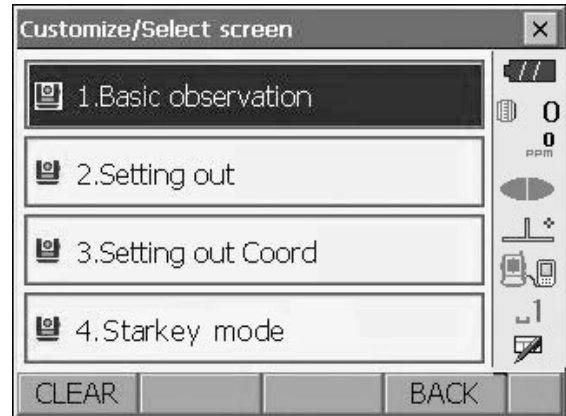 Customize/Select screen
1.Basic observation
2.Setting out
3.Setting out Coord
4.Starkey mode
0
0
PPM
1
CLEAR
BACK